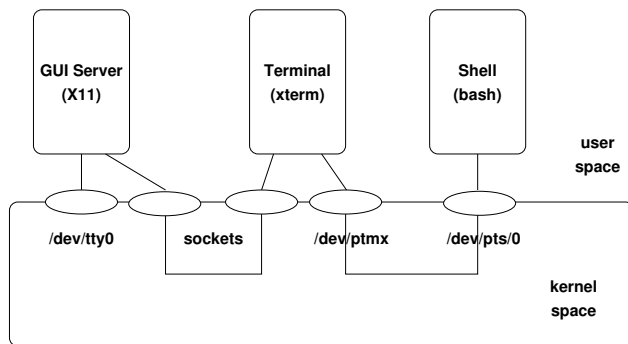 GUI Server
(X11)
Terminal
(xterm)
Shell
(bash)
user
space
/dev/tty0
sockets
/dev/ptmx
/dev/pts/0
kernel
space